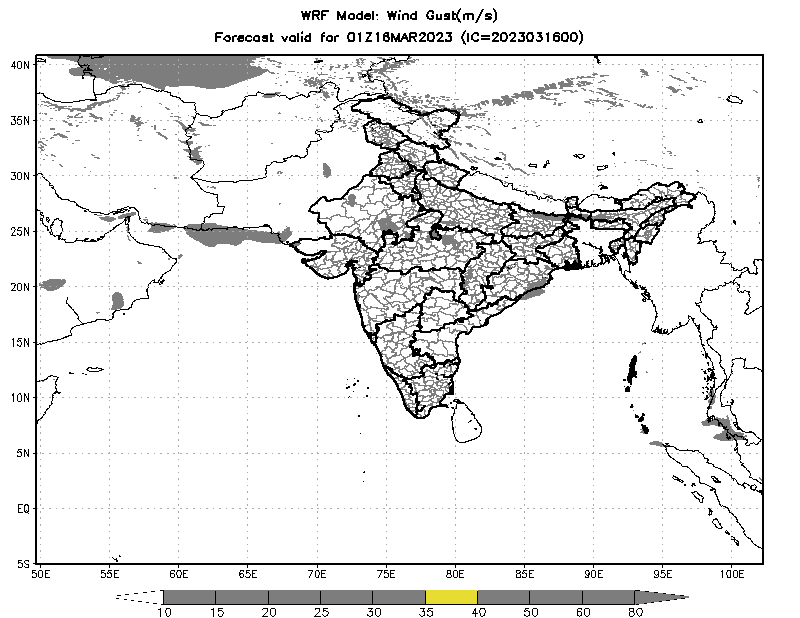 WRF Model: Wind Gust(m/s)
Forecast valid for 01Z16MAR2023 (IC=2023031600)
40N
35N
30N
25N
20N
15N
10N
5N
EQ
5S
50E 55E 60E 65E 70E 75E 80E 85E 90E 95E 100E
10 15 20 25 30 35 40 50 60 80